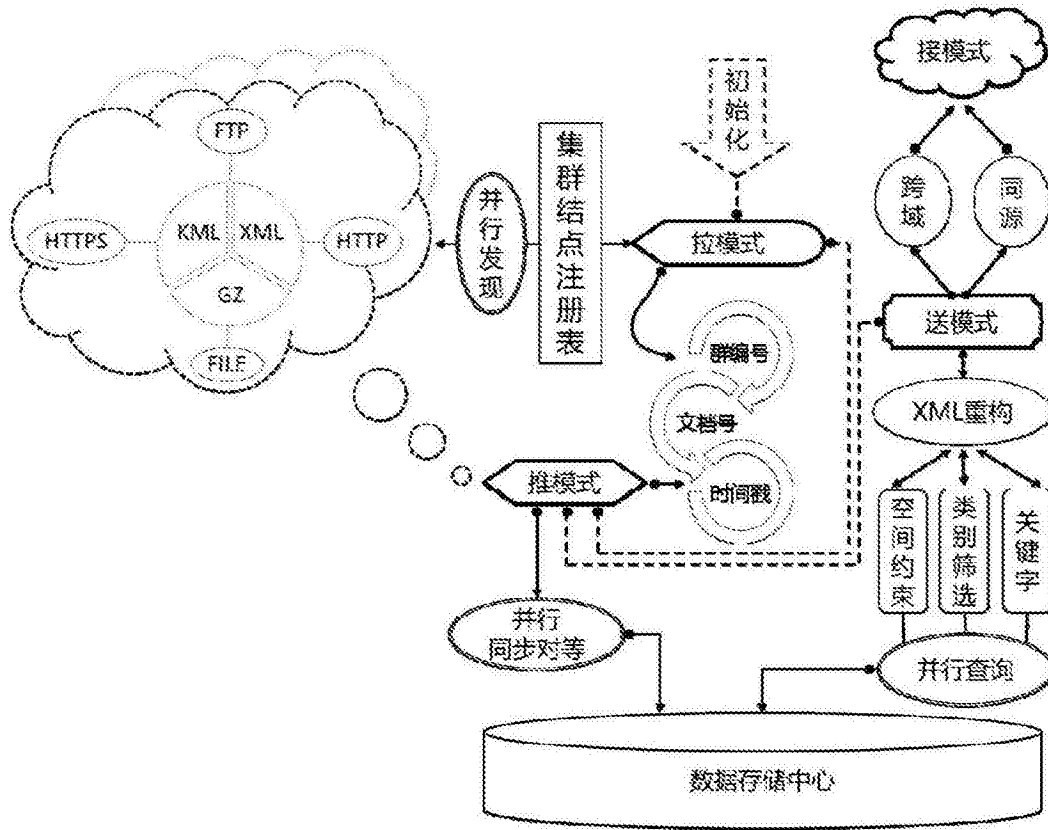 接模式
初始化
FTP
集群结点注册表
跨域
同源
并行发现
HTTPS
KML
XML
HTTP
拉模式
GZ
送模式
FILE
群编号
XML重构
文档号
推模式
时间戳
空间约束
类别筛选
关键字
并行
同步对等
并行查询
数据存储中心